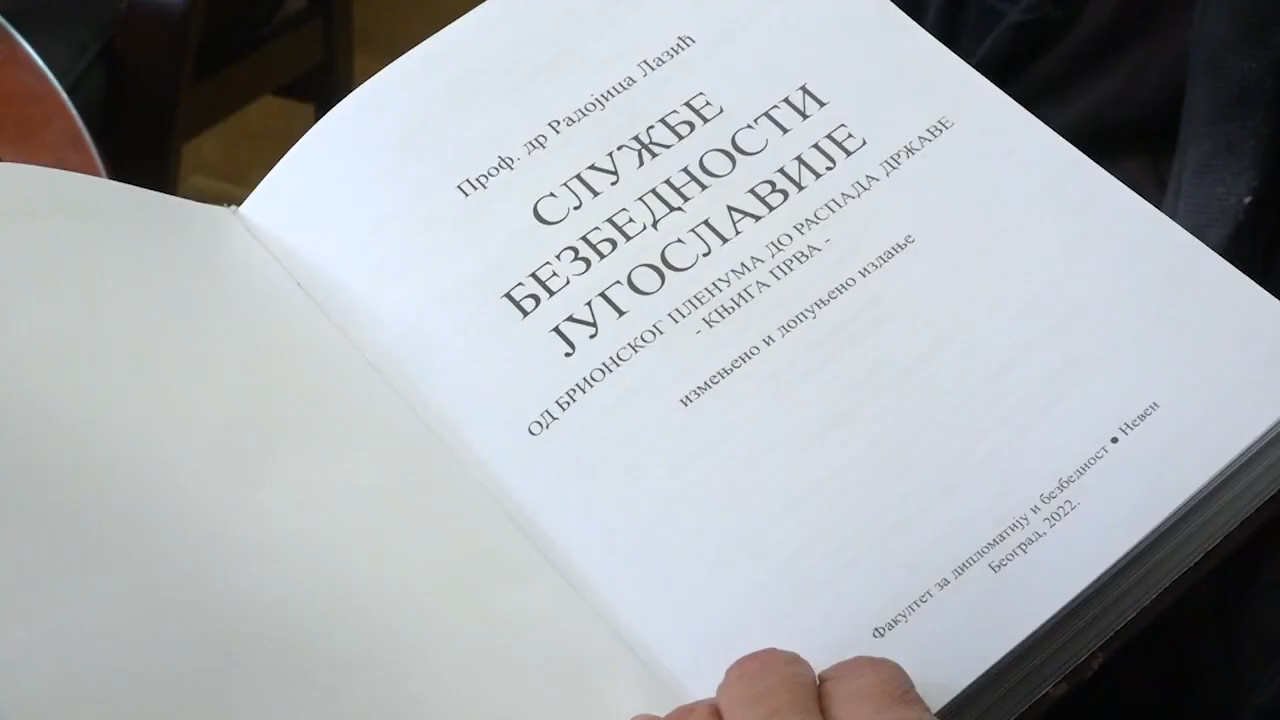 Проф. др Радојица Лазић
СЛУЖБЕ
БЕЗБЕДНОСТИ
ЈУГОСЛАВИЈЕ
ОД БРИОНСКОГ ПЛЕНУМА ДО РАСПАДА ДРЖАВЕ
- КЊИГА ПРВА -
измењено и допуњено издање
Факултет за дипломатију и безбедност ● Невен
Београд, 2022.